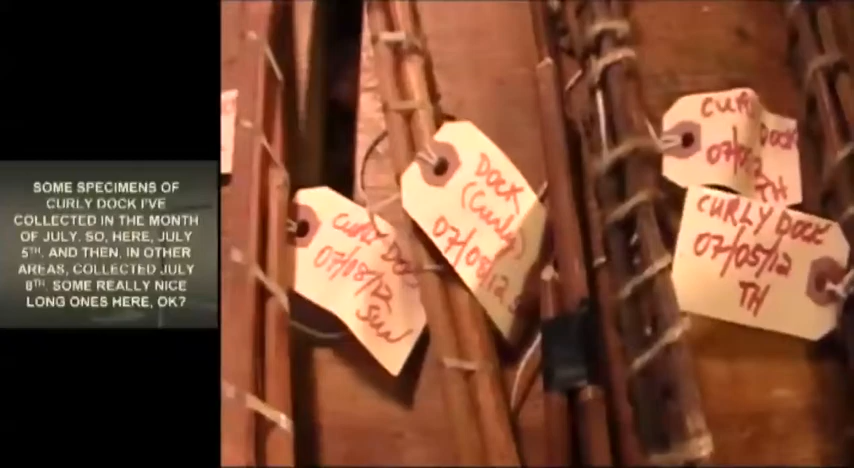 SOME SPECIMENS OF
CURLY DOCK I'VE
COLLECTED IN THE MONTH
OF JULY. SO, HERE, JULY
5TH. AND THEN, IN OTHER
AREAS, COLLECTED JULY
8TH. SOME REALLY NICE
LONG ONES HERE, OK?
CURLY DOCK
07/08/12
SUN
DOCK
(Curly)
07/08/12
DOCK
CURLY DOCK
07/05/12
TH